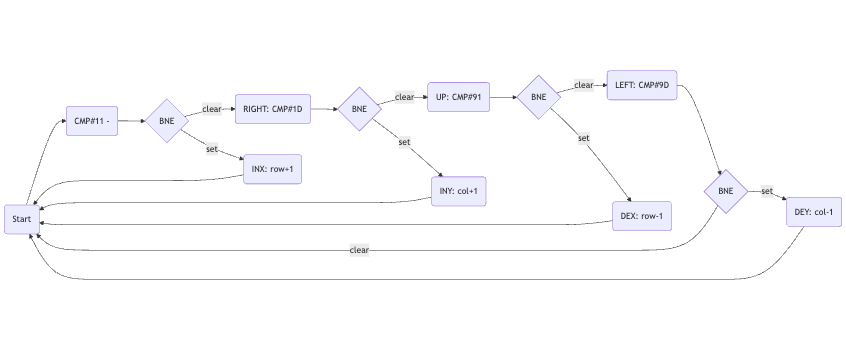 LEFT: CMP#9D
clear
UP: CMP#91
clear
BNE
RIGHT: CMP#1D
clear
BNE
CMP#11 -
BNE
set
set
set
INX: row+1
INY: col+1
BNE
set
DEX: row-1
DEY: col-1
Start
clear